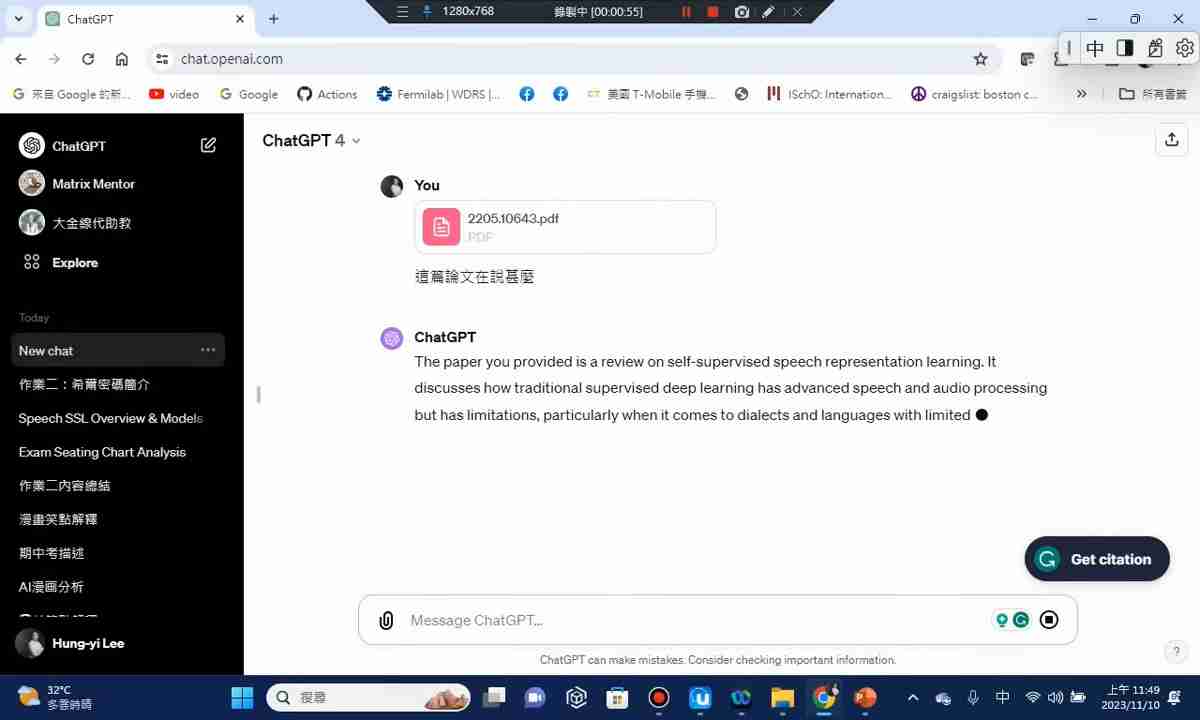 1280x768
錄製中 [00:00:55]
ChatGPT
chat.openai.com
中
來自 Google 的新...
video
Google
Actions
Fermilab | WDRS |...
美國 T-Mobile 手機...
ISchO: Internation...
craigslist: boston c...
所有書籤
ChatGPT
Matrix Mentor
大金線代助教
Explore
Today
New chat
作業二：希爾密碼簡介
Speech SSL Overview & Models
Exam Seating Chart Analysis
作業二內容總結
漫畫笑點解釋
期中考描述
AI漫画分析
Hung-yi Lee
ChatGPT 4
You
2205.10643.pdf
PDF
這篇論文在說甚麼
ChatGPT
The paper you provided is a review on self-supervised speech representation learning. It
discusses how traditional supervised deep learning has advanced speech and audio processing
but has limitations, particularly when it comes to dialects and languages with limited
Get citation
Message ChatGPT...
ChatGPT can make mistakes. Consider checking important information.
?
32°C
多雲時晴
搜尋
中
上午 11:49
2023/11/10